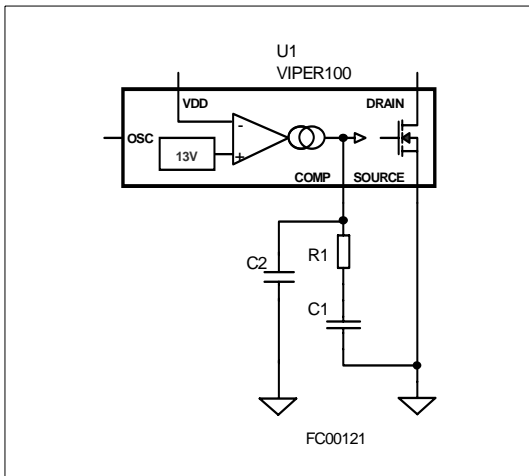 U1
VIPER100
VDD
DRAIN
OSC
-
13V
+
COMP
SOURCE
C2
R1
C1
FC00121